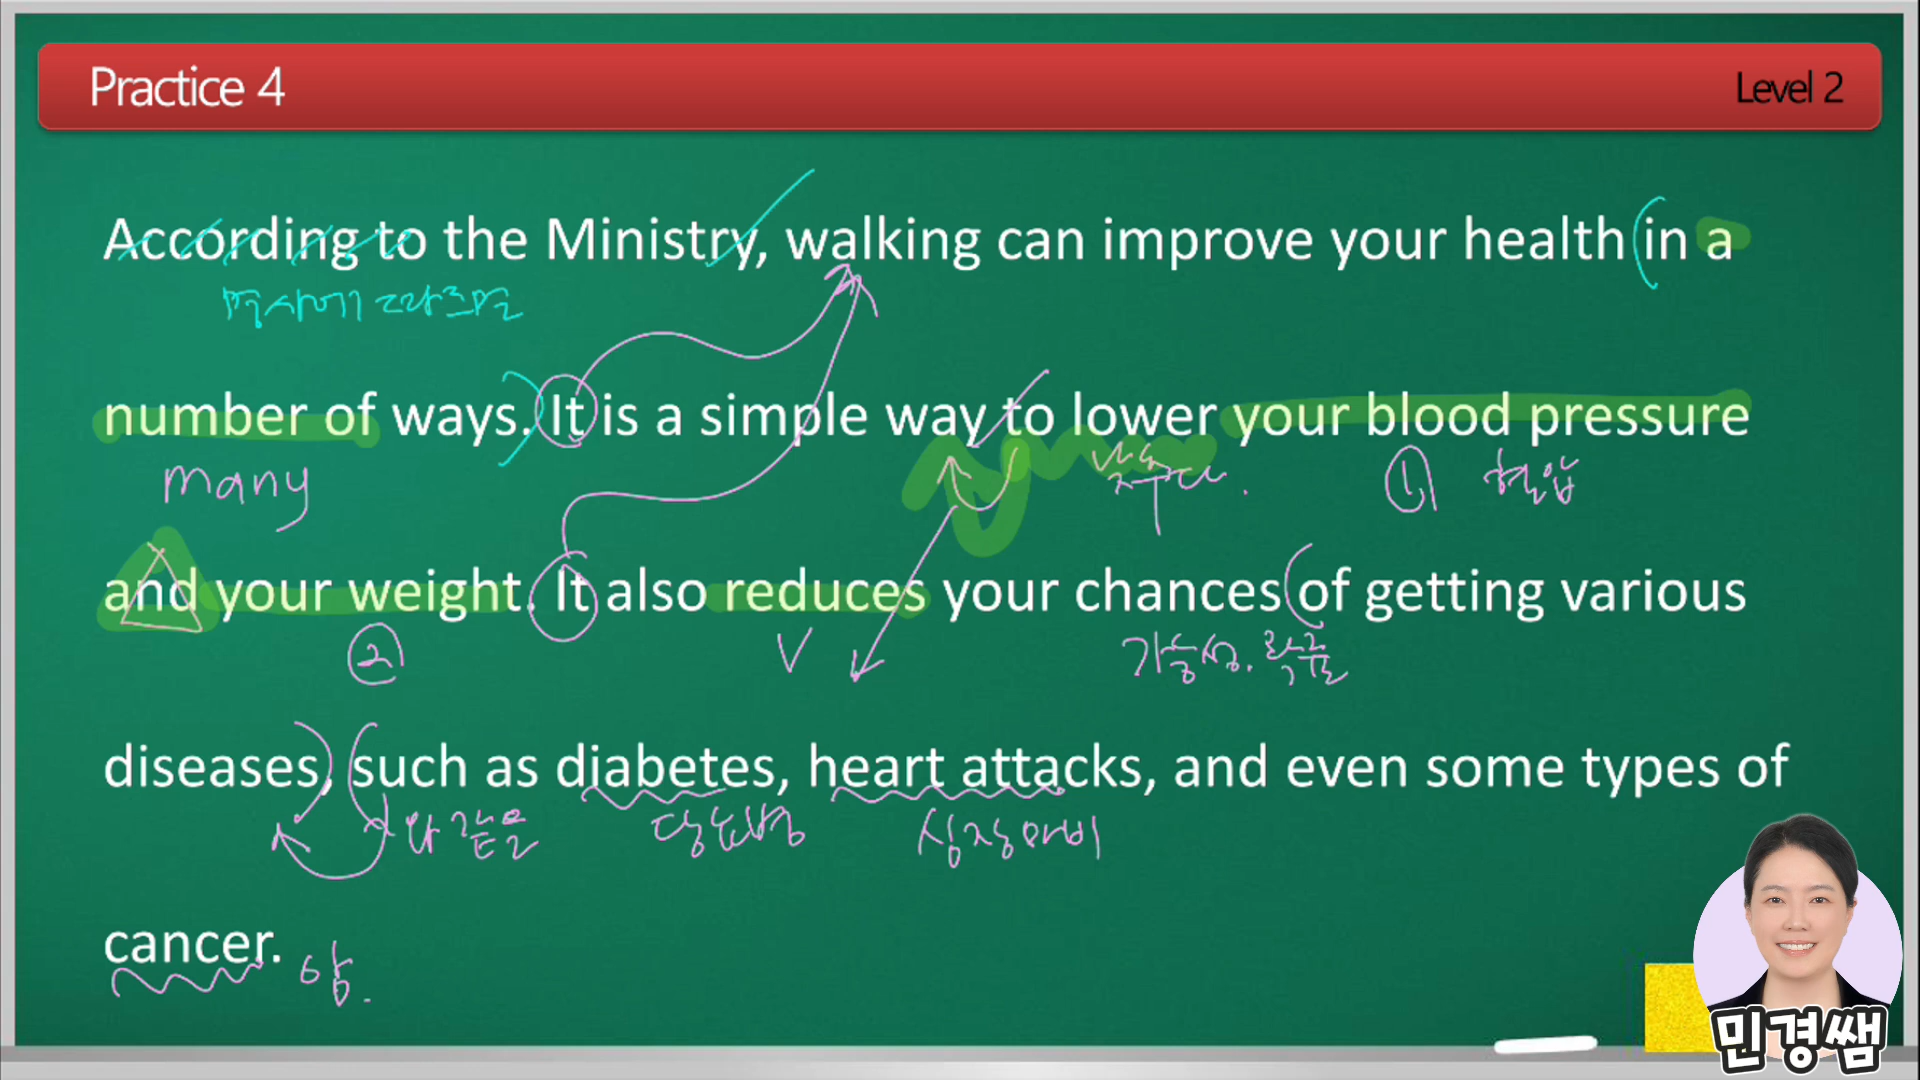 Practice 4
Level 2
According to the Ministry, walking can improve your health in a
명사에 따르면
number of ways. It is a simple way to lower your blood pressure
many 낮추다. ① 혈압
and your weight. It also reduces your chances of getting various
② V 가능성. 확률
diseases, such as diabetes, heart attacks, and even some types of
와 같은 당뇨병 심장마비
cancer.
암.
민경쌤